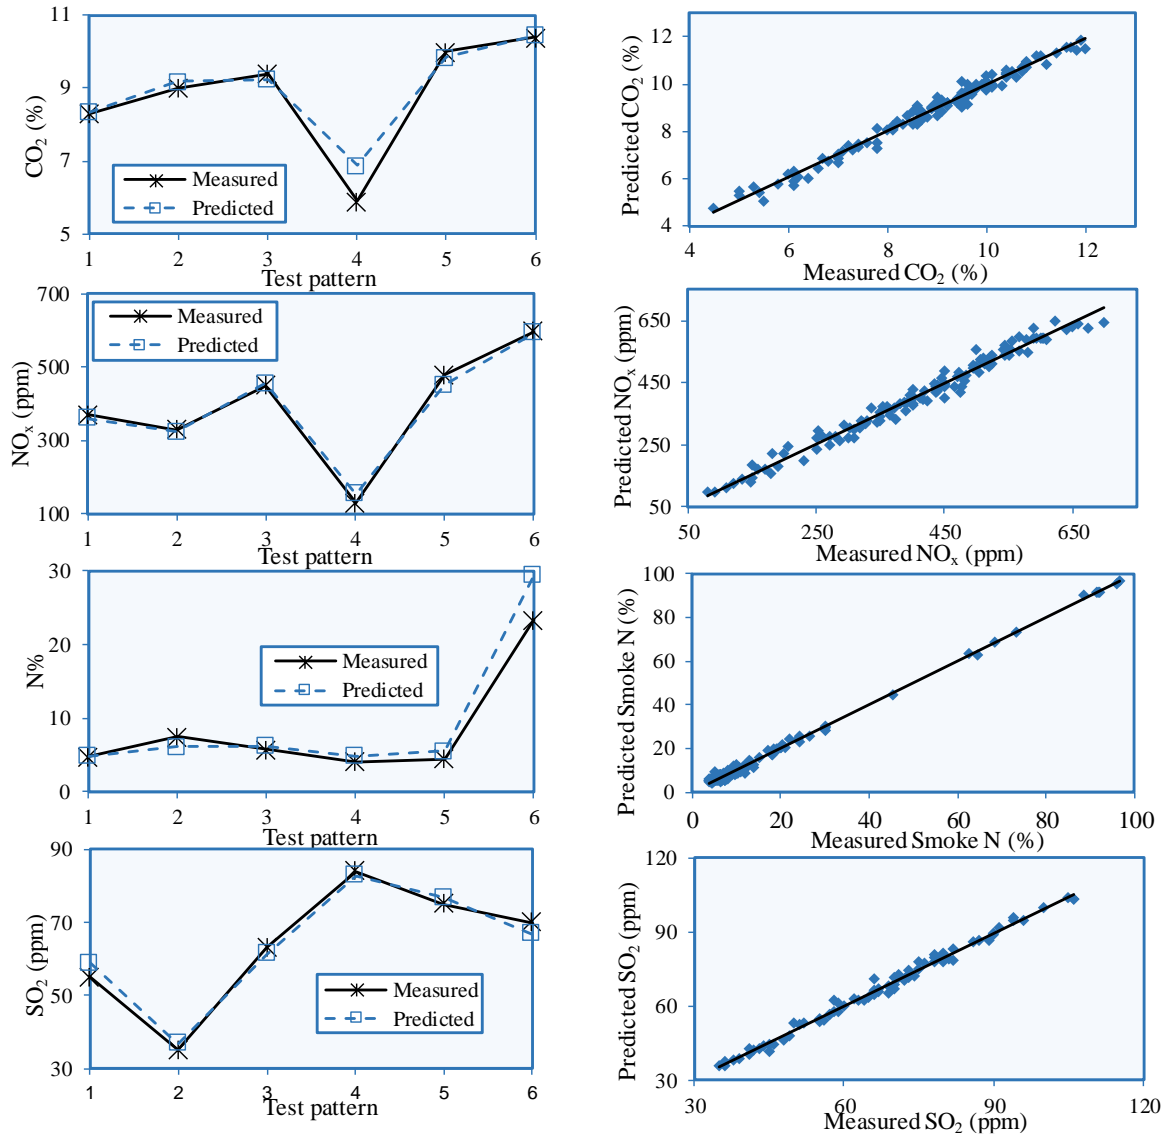 11
9
7
5
CO₂ (%)
Measured
Predicted
1 2 3 4 5 6
Test pattern
12
10
8
6
4
Predicted CO₂ (%)
4 6 8 10 12
Measured CO₂ (%)
700
500
300
100
NOₓ (ppm)
Measured
Predicted
1 2 3 4 5 6
Test pattern
650
450
250
50
Predicted NOₓ (ppm)
50 250 450 650
Measured NOₓ (ppm)
30
20
10
0
N%
Measured
Predicted
1 2 3 4 5 6
Test pattern
100
80
60
40
20
0
Predicted Smoke N (%)
0 20 40 60 80 100
Measured Smoke N (%)
90
70
50
30
SO₂ (ppm)
Measured
Predicted
1 2 3 4 5 6
Test pattern
120
90
60
30
Predicted SO₂ (ppm)
30 60 90 120
Measured SO₂ (ppm)